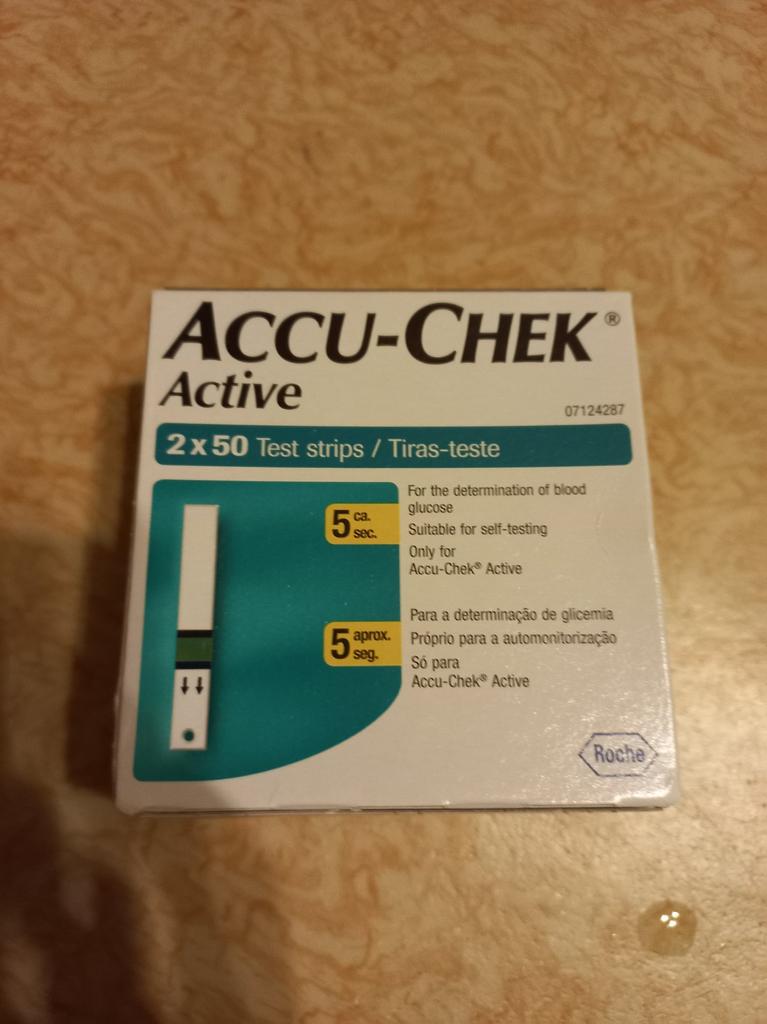 ACCU-CHEK®
Active
07124287
2 x 50 Test strips / Tiras-teste
5 ca. sec.
For the determination of blood
glucose
Suitable for self-testing
Only for
Accu-Chek® Active
5 aprox. seg.
Para a determinação de glicemia
Próprio para a automonitorização
Só para
Accu-Chek® Active
Roche